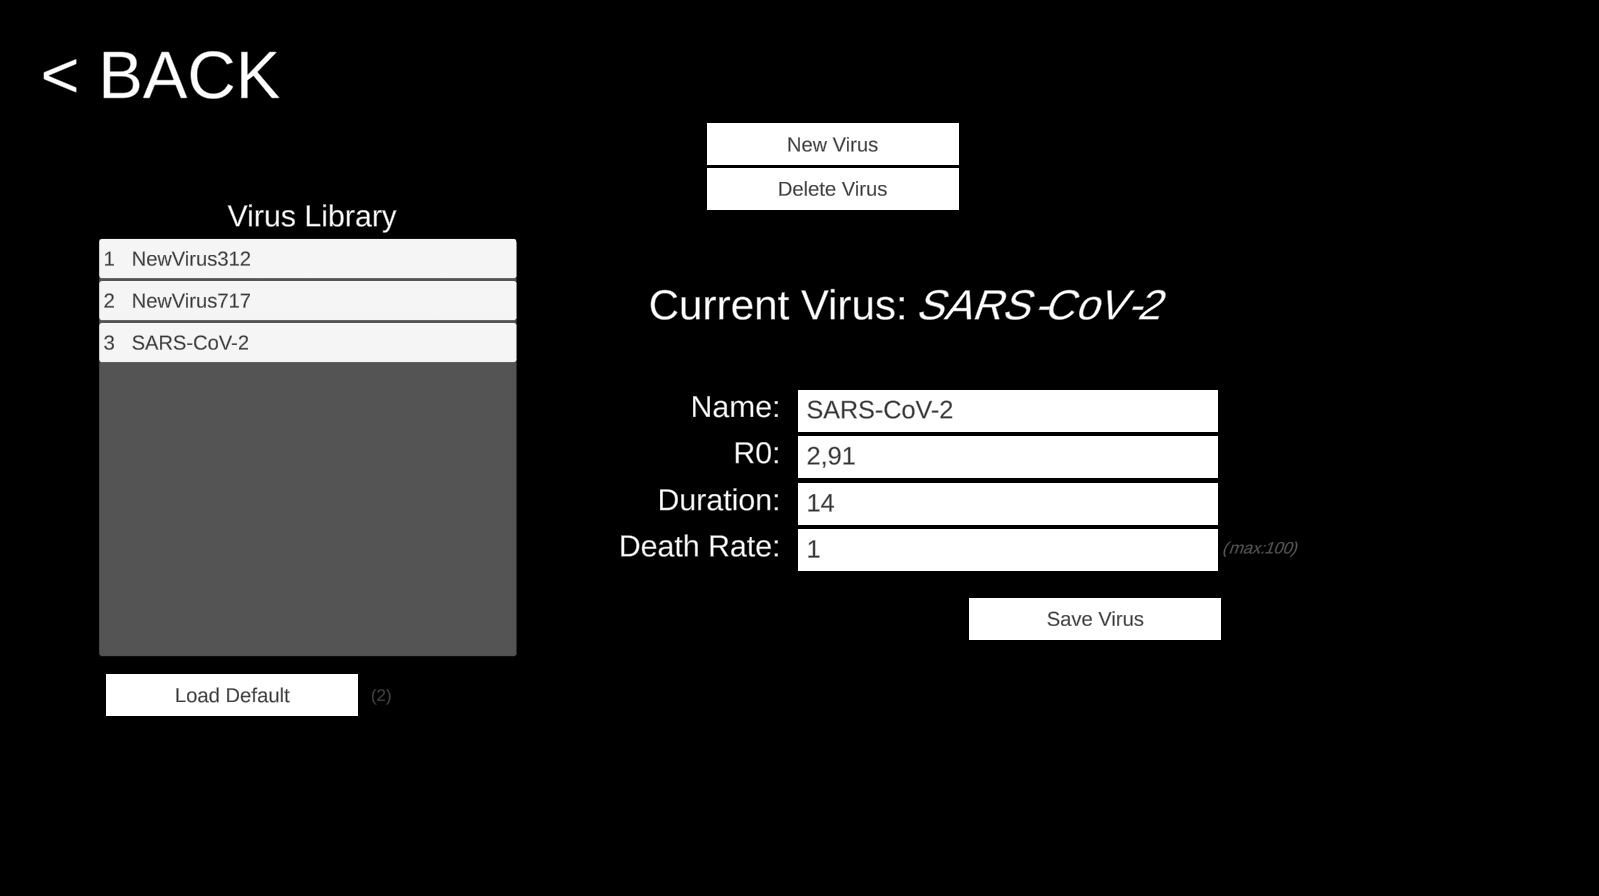 < BACK
New Virus
Delete Virus
Virus Library
1 NewVirus312
2 NewVirus717
3 SARS-CoV-2
Load Default (2)
Current Virus: SARS-CoV-2
Name: SARS-CoV-2
R0: 2,91
Duration: 14
Death Rate: 1 (max:100)
Save Virus